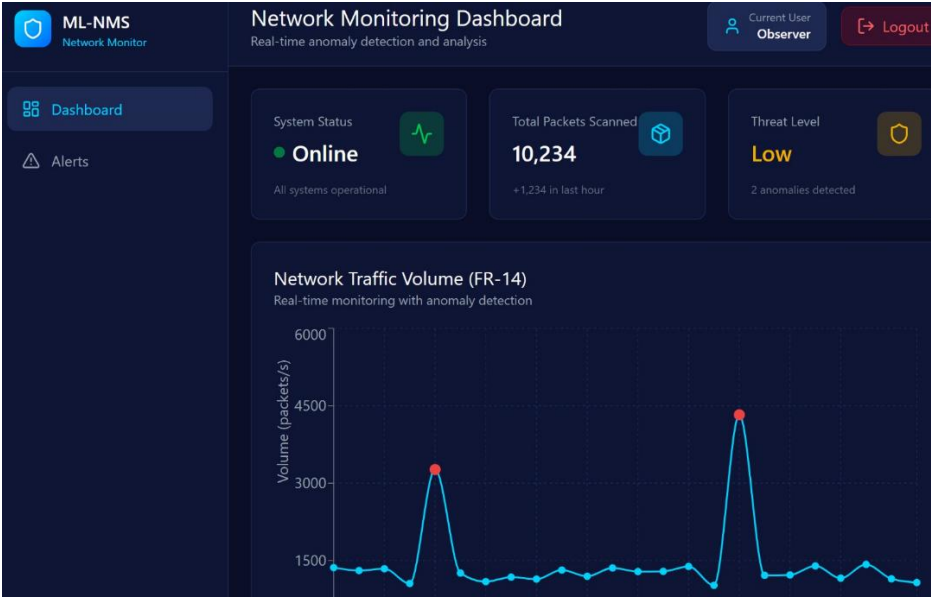 ML-NMS
Network Monitor
Dashboard
Alerts
Network Monitoring Dashboard
Real-time anomaly detection and analysis
Current User
Observer
Logout
System Status
Online
All systems operational
Total Packets Scanned
10,234
+1,234 in last hour
Threat Level
Low
2 anomalies detected
Network Traffic Volume (FR-14)
Real-time monitoring with anomaly detection
Volume (packets/s)
6000
4500
3000
1500